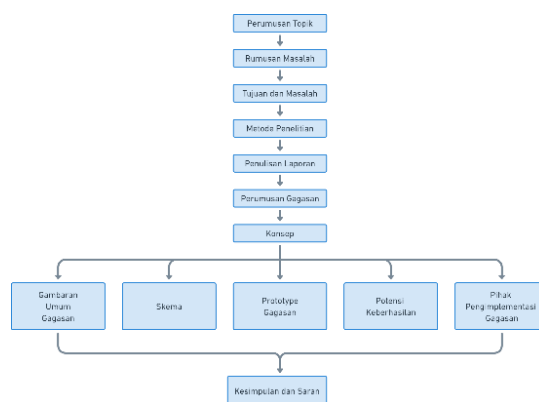 Perumusan Topik
Rumusan Masalah
Tujuan dan Masalah
Metode Penelitian
Penulisan Laporan
Perumusan Gagasan
Konsep
Gambaran
Umum
Gagasan
Skema
Prototype
Gagasan
Potensi
Keberhasilan
Pihak
Pengimplementasi
Gagasan
Kesimpulan dan Saran